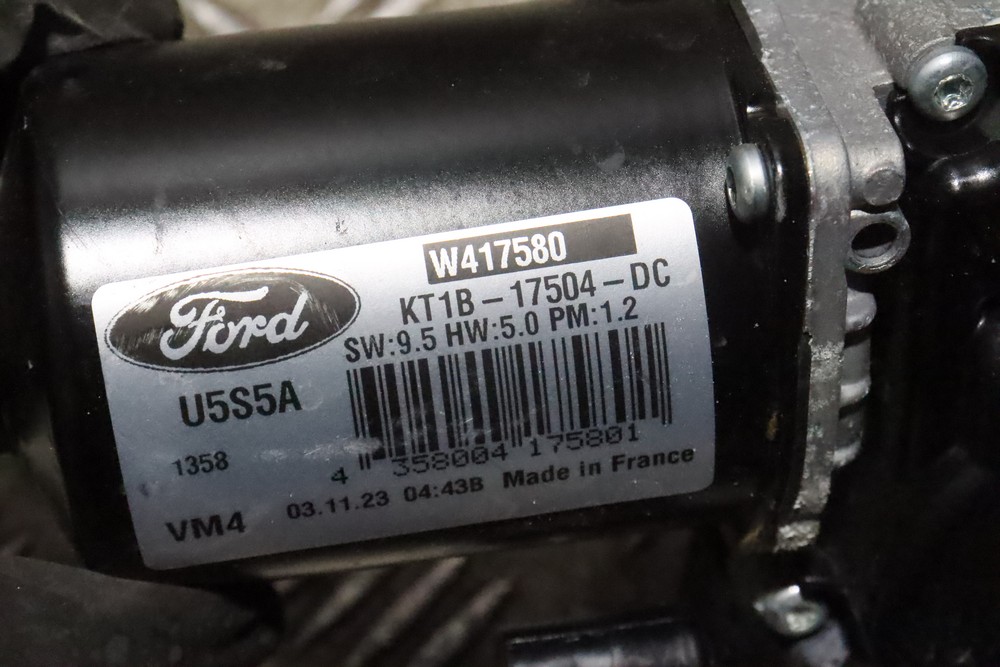 W417580
Ford
KT1B-17504-DC
SW:9.5 HW:5.0 PM:1.2
U5S5A
4 358004 175801
1358
03.11.23 04:43B Made in France
VM4